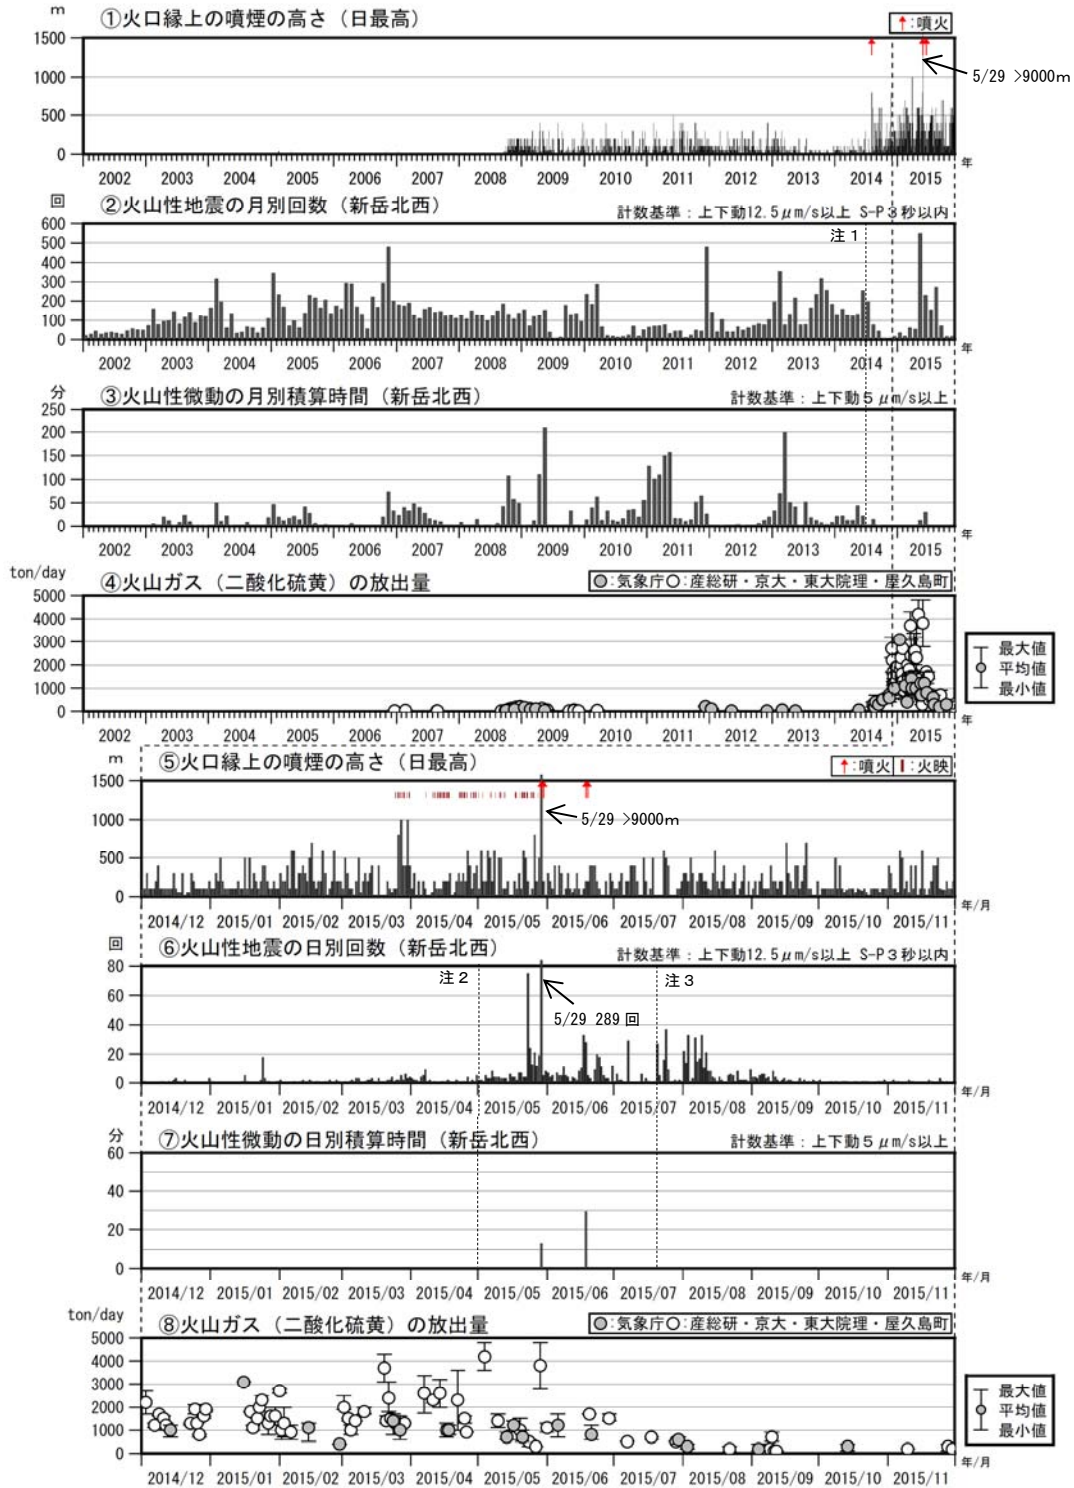 m ①火口縁上の噴煙の高さ（日最高） ↑:噴火
1500
1000
500
0
5/29 >9000m
2002 2003 2004 2005 2006 2007 2008 2009 2010 2011 2012 2013 2014 2015 年
回 ②火山性地震の月別回数（新岳北西） 計数基準：上下動12.5μm/s以上 S-P3秒以内
注1
600
500
400
300
200
100
0
2002 2003 2004 2005 2006 2007 2008 2009 2010 2011 2012 2013 2014 2015 年
分 ③火山性微動の月別積算時間（新岳北西） 計数基準：上下動5μm/s以上
250
200
150
100
50
0
2002 2003 2004 2005 2006 2007 2008 2009 2010 2011 2012 2013 2014 2015 年
ton/day ④火山ガス（二酸化硫黄）の放出量 ○:気象庁○:産総研・京大・東大院理・屋久島町
5000
4000
3000
2000
1000
0
最大値
平均値
最小値
2002 2003 2004 2005 2006 2007 2008 2009 2010 2011 2012 2013 2014 2015 年
m ⑤火口縁上の噴煙の高さ（日最高） ↑:噴火 ┃:火映
1500
1000
500
0
5/29 >9000m
2014/12 2015/01 2015/02 2015/03 2015/04 2015/05 2015/06 2015/07 2015/08 2015/09 2015/10 2015/11 年/月
回 ⑥火山性地震の日別回数（新岳北西） 計数基準：上下動12.5μm/s以上 S-P3秒以内
注2 注3
80
60
40
20
0
5/29 289回
2014/12 2015/01 2015/02 2015/03 2015/04 2015/05 2015/06 2015/07 2015/08 2015/09 2015/10 2015/11 年/月
分 ⑦火山性微動の日別積算時間（新岳北西） 計数基準：上下動5μm/s以上
60
40
20
0
2014/12 2015/01 2015/02 2015/03 2015/04 2015/05 2015/06 2015/07 2015/08 2015/09 2015/10 2015/11 年/月
ton/day ⑧火山ガス（二酸化硫黄）の放出量 ○:気象庁○:産総研・京大・東大院理・屋久島町
5000
4000
3000
2000
1000
0
最大値
平均値
最小値
2014/12 2015/01 2015/02 2015/03 2015/04 2015/05 2015/06 2015/07 2015/08 2015/09 2015/10 2015/11 年/月